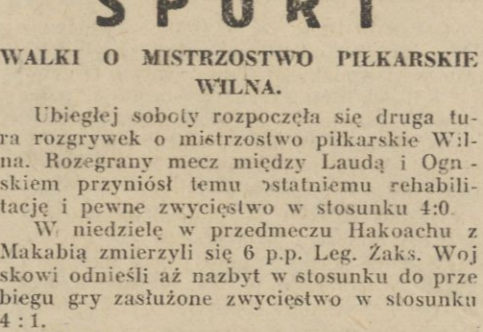 SPORT
WALKI O MISTRZOSTWO PIŁKARSKIE
WILNA.
Ubiegłej soboty rozpoczęła się druga tu-
ra rozgrywek o mistrzostwo piłkarskie Wil-
na. Rozegrany mecz między Laudą i Ogn-
skiem przyniósł temu ostatniemu rehabili-
tację i pewne zwycięstwo w stosunku 4:0.
W niedzielę w przedmeczu Hakoachu z
Makabią zmierzyli się 6 p.p. Leg. Żaks. Woj
skowi odnieśli aż nazbyt w stosunku do prze
biegu gry zasłużone zwycięstwo w stosunku
4 : 1.